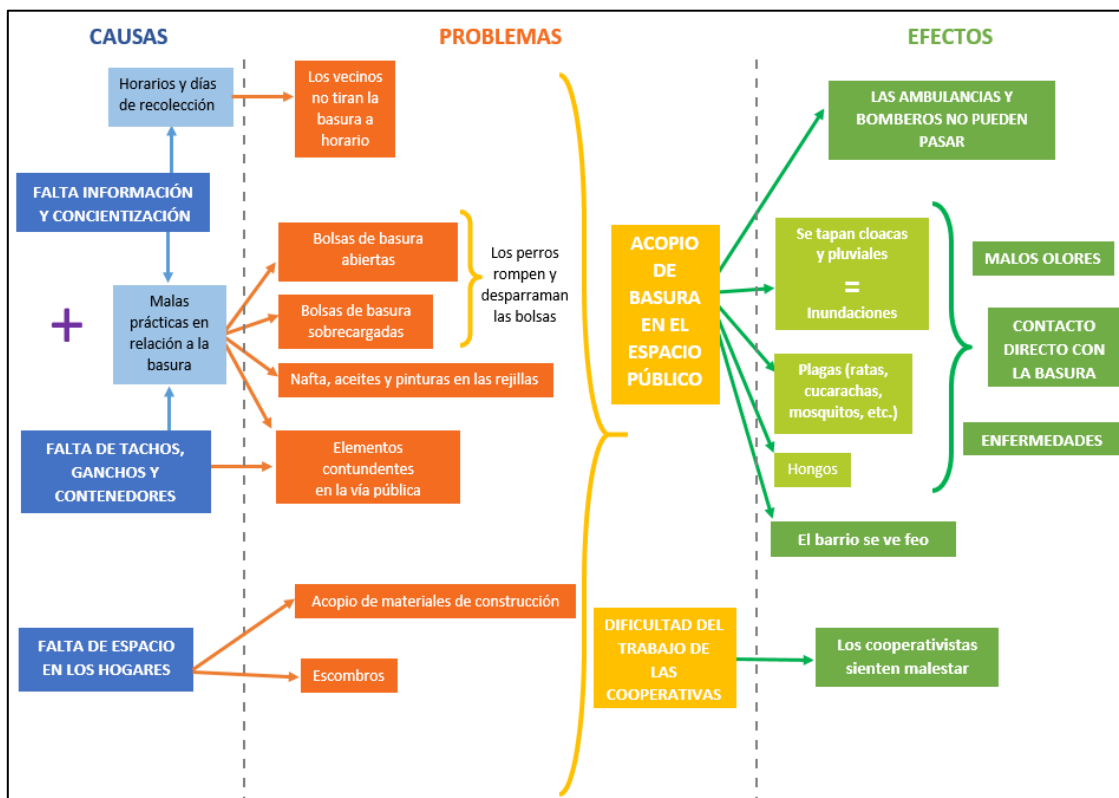 CAUSAS
PROBLEMAS
EFECTOS
Horarios y días
de recolección
Los vecinos
no tiran la
basura a
horario
FALTA INFORMACIÓN
Y CONCIENTIZACIÓN
Bolsas de basura
abiertas
Bolsas de basura
sobrecargadas
Los perros
rompen y
desparraman
las bolsas
+
Malas
prácticas en
relación a la
basura
Nafta, aceites y pinturas en las rejillas
FALTA DE TACHOS,
GANCHOS Y
CONTENEDORES
Elementos
contundentes
en la vía pública
FALTA DE ESPACIO
EN LOS HOGARES
Acopio de materiales de construcción
Escombros
ACOPIO
DE
BASURA
EN EL
ESPACIO
PÚBLICO
DIFICULTAD DEL
TRABAJO DE
LAS
COOPERATIVAS
LAS AMBULANCIAS Y
BOMBEROS NO PUEDEN
PASAR
Se tapan cloacas
y pluviales
=
Inundaciones
Plagas (ratas,
cucarachas,
mosquitos, etc.)
Hongos
MALOS OLORES
CONTACTO
DIRECTO CON
LA BASURA
ENFERMEDADES
El barrio se ve feo
Los cooperativistas
sienten malestar